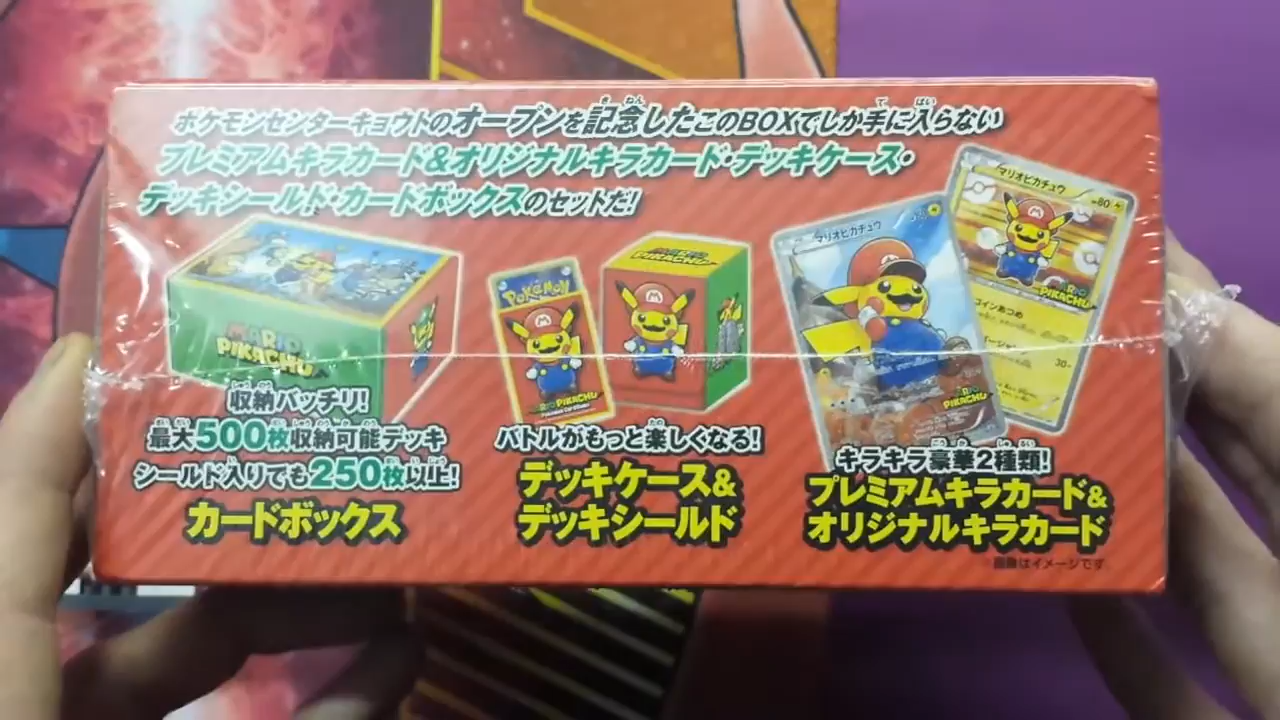 ポケモンセンターキョウトのオープンを記念したこのBOXでしか手に入らない
プレミアムキラカード&オリジナルキラカード・デッキケース・
デッキシールド・カードボックスのセットだ!
MARIO
PIKACHU
収納バッチリ!
最大500枚収納可能デッキ
シールド入りでも250枚以上!
カードボックス
Pokémon
MARIO PIKACHU
PIKACHU
バトルがもっと楽しくなる!
デッキケース&
デッキシールド
マリオピカチュウ
PIKACHU
マリオピカチュウ
HP80
コインあつめ
30
PIKACHU
キラキラ豪華2種類!
プレミアムキラカード&
オリジナルキラカード
※画像はイメージです